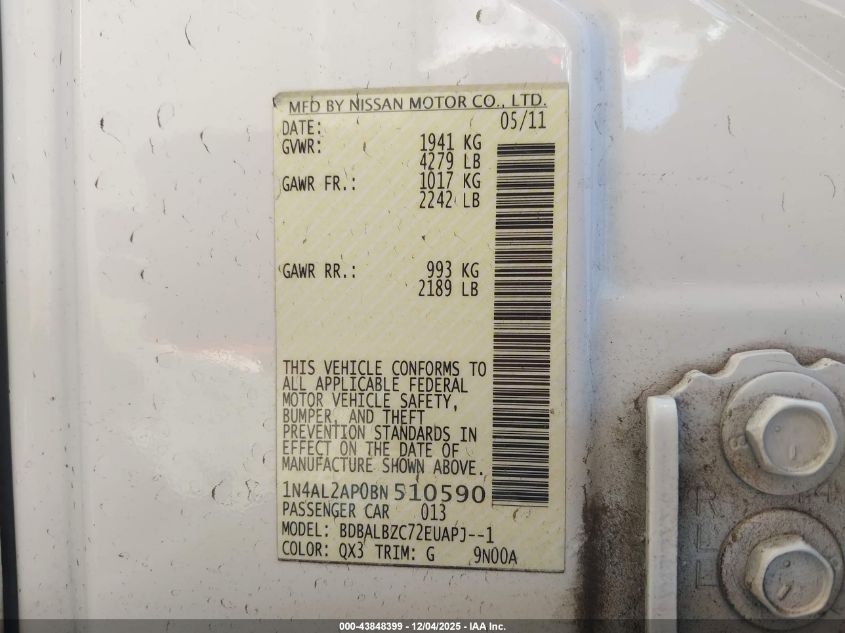 MFD BY NISSAN MOTOR CO., LTD.
DATE: 05/11
GVWR: 1941 KG
4279 LB
GAWR FR.: 1017 KG
2242 LB
GAWR RR.: 993 KG
2189 LB
THIS VEHICLE CONFORMS TO
ALL APPLICABLE FEDERAL
MOTOR VEHICLE SAFETY,
BUMPER, AND THEFT
PREVENTION STANDARDS IN
EFFECT ON THE DATE OF
MANUFACTURE SHOWN ABOVE.
1N4AL2AP0BN510590
PASSENGER CAR 013
MODEL: BDBALBZC72EUAPJ--1
COLOR: QX3 TRIM: G 9N00A
000-43848399 - 12/04/2025 - IAA Inc.